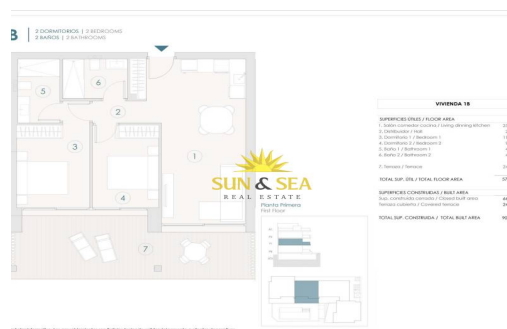 B
2 DORMITORIOS | 2 BEDROOMS
2 BAÑOS | 2 BATHROOMS
5
6
2
3
4
1
7
SUN & SEA
REAL ESTATE
Planta Primera
First Floor
VIVIENDA 1B
SUPERFICIES ÚTILES / FLOOR AREA
1. Salón comedor cocina / Living dinning kitchen
2. Distribuidor / Hall
3. Dormitorio 1 / Bedroom 1
4. Dormitorio 2 / Bedroom 2
5. Baño 1 / Bathroom 1
6. Baño 2 / Bathroom 2
7. Terraza / Terrace
TOTAL SUP. ÚTIL / TOTAL FLOOR AREA
SUPERFICIES CONSTRUIDAS / BUILT AREA
Sup. construida cerrada / Closed built area
Terraza cubierta / Covered terrace
TOTAL SUP. CONSTRUIDA / TOTAL BUILT AREA